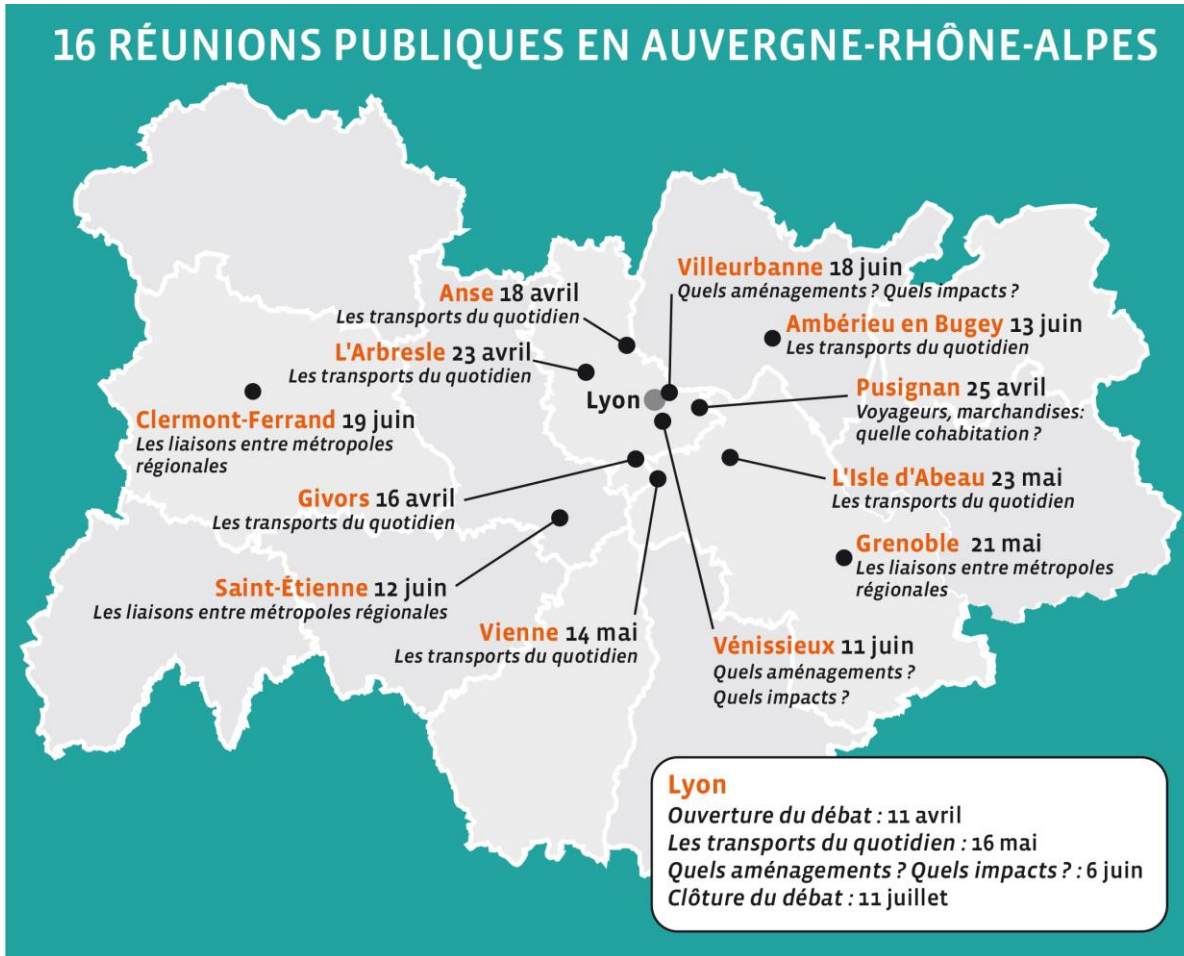 16 RÉUNIONS PUBLIQUES EN AUVERGNE-RHÔNE-ALPES
Villeurbanne 18 juin
Quels aménagements ? Quels impacts ?
Anse 18 avril
Les transports du quotidien
Ambérieu en Bugey 13 juin
Les transports du quotidien
L'Arbresle 23 avril
Les transports du quotidien
Lyon
Pusignan 25 avril
Voyageurs, marchandises:
quelle cohabitation ?
Clermont-Ferrand 19 juin
Les liaisons entre métropoles
régionales
L'Isle d'Abeau 23 mai
Les transports du quotidien
Givors 16 avril
Les transports du quotidien
Grenoble 21 mai
Les liaisons entre métropoles
régionales
Saint-Étienne 12 juin
Les liaisons entre métropoles régionales
Vienne 14 mai
Les transports du quotidien
Vénissieux 11 juin
Quels aménagements ?
Quels impacts ?
Lyon
Ouverture du débat : 11 avril
Les transports du quotidien : 16 mai
Quels aménagements ? Quels impacts ? : 6 juin
Clôture du débat : 11 juillet